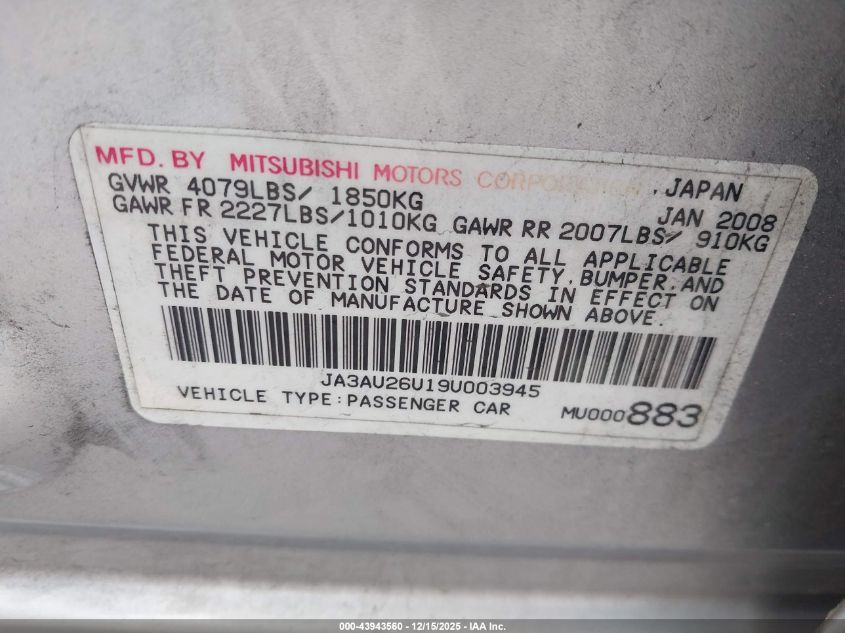 MFD. BY MITSUBISHI MOTORS CORPORATION, JAPAN
GVWR 4079LBS/ 1850KG JAN 2008
GAWR FR 2227LBS/1010KG GAWR RR 2007LBS/ 910KG
THIS VEHICLE CONFORMS TO ALL APPLICABLE
FEDERAL MOTOR VEHICLE SAFETY, BUMPER, AND
THEFT PREVENTION STANDARDS IN EFFECT ON
THE DATE OF MANUFACTURE SHOWN ABOVE.
JA3AU26U19U003945
VEHICLE TYPE:PASSENGER CAR MU000883
000-43943560 - 12/15/2025 - IAA Inc.